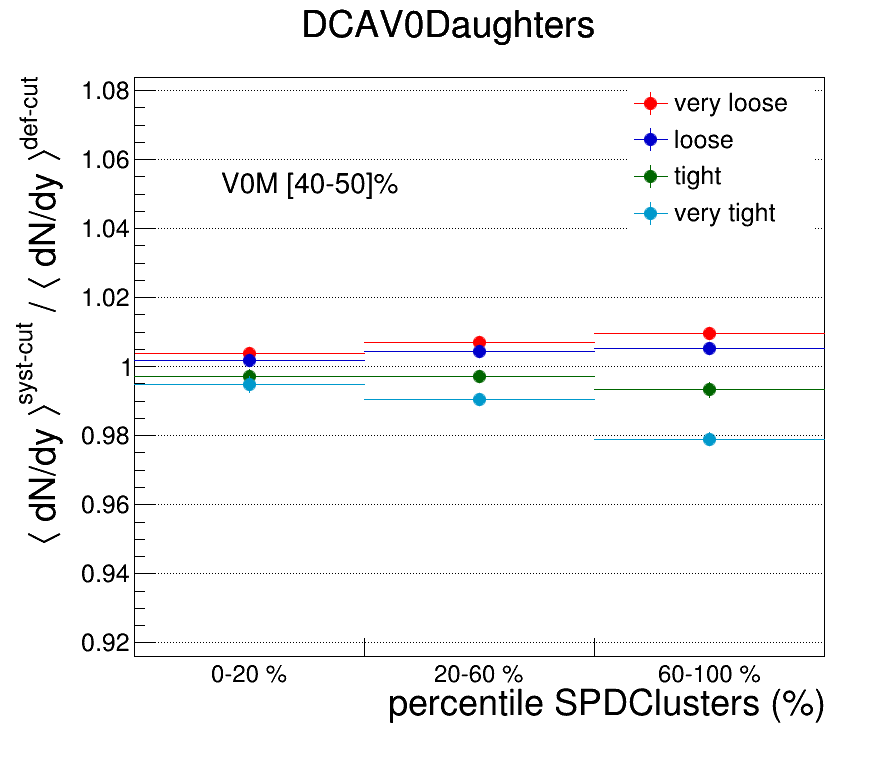 DCAV0Daughters
⟨ dN/dy ⟩^syst-cut / ⟨ dN/dy ⟩^def-cut
1.08
1.06
1.04
1.02
1
0.98
0.96
0.94
0.92
V0M [40-50]%
very loose
loose
tight
very tight
0-20 %
20-60 %
60-100 %
percentile SPDClusters (%)